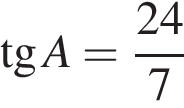 tg A = 24/7